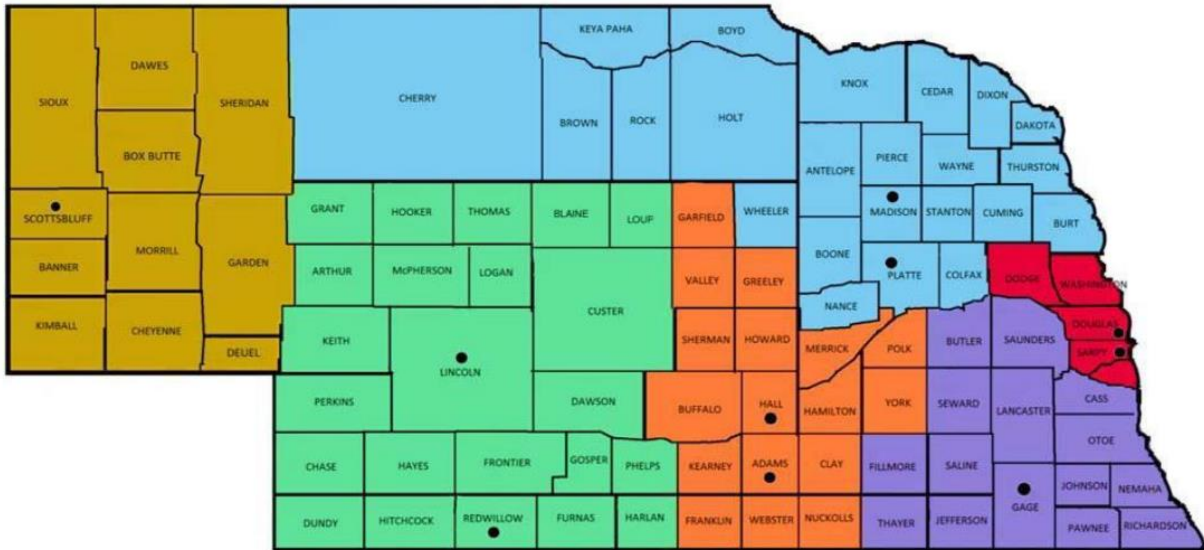 KEYA PAHA
BOYD
DAWES
SIOUX
SHERIDAN
CHERRY
KNOX
CEDAR
DIXON
BROWN
ROCK
HOLT
DAKOTA
BOX BUTTE
ANTELOPE
PIERCE
WAYNE
THURSTON
SCOTTSBLUFF
GRANT
HOOKER
THOMAS
BLAINE
LOUP
GARFIELD
WHEELER
MADISON
STANTON
CUMING
BURT
MORRILL
GARDEN
BANNER
ARTHUR
McPHERSON
LOGAN
VALLEY
GREELEY
BOONE
PLATTE
COLFAX
DODGE
WASHINGTON
KIMBALL
CHEYENNE
DEUEL
KEITH
LINCOLN
CUSTER
SHERMAN
HOWARD
NANCE
MERRICK
POLK
BUTLER
SAUNDERS
DOUGLAS
SARPY
PERKINS
DAWSON
BUFFALO
HALL
HAMILTON
YORK
SEWARD
LANCASTER
CASS
OTOE
CHASE
HAYES
FRONTIER
GOSPER
PHELPS
KEARNEY
ADAMS
CLAY
FILLMORE
SALINE
GAGE
JOHNSON
NEMAHA
DUNDY
HITCHCOCK
REDWILLOW
FURNAS
HARLAN
FRANKLIN
WEBSTER
NUCKOLLS
THAYER
JEFFERSON
PAWNEE
RICHARDSON